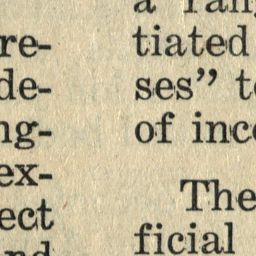 re-
de-
ng-
ex-
ect
nd
a ran
tiated
ses” t
of inc
The
ficial